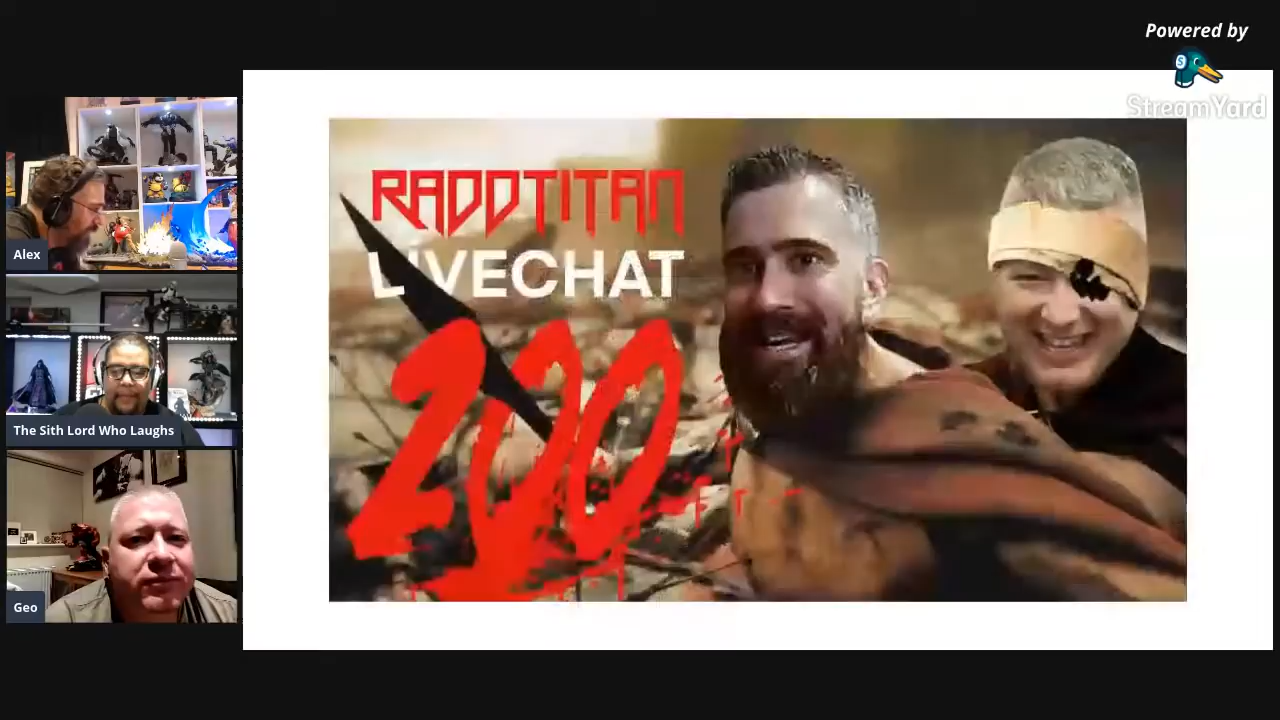 Powered by
StreamYard
Alex
The Sith Lord Who Laughs
Geo
RADDTITAN
LIVECHAT
200